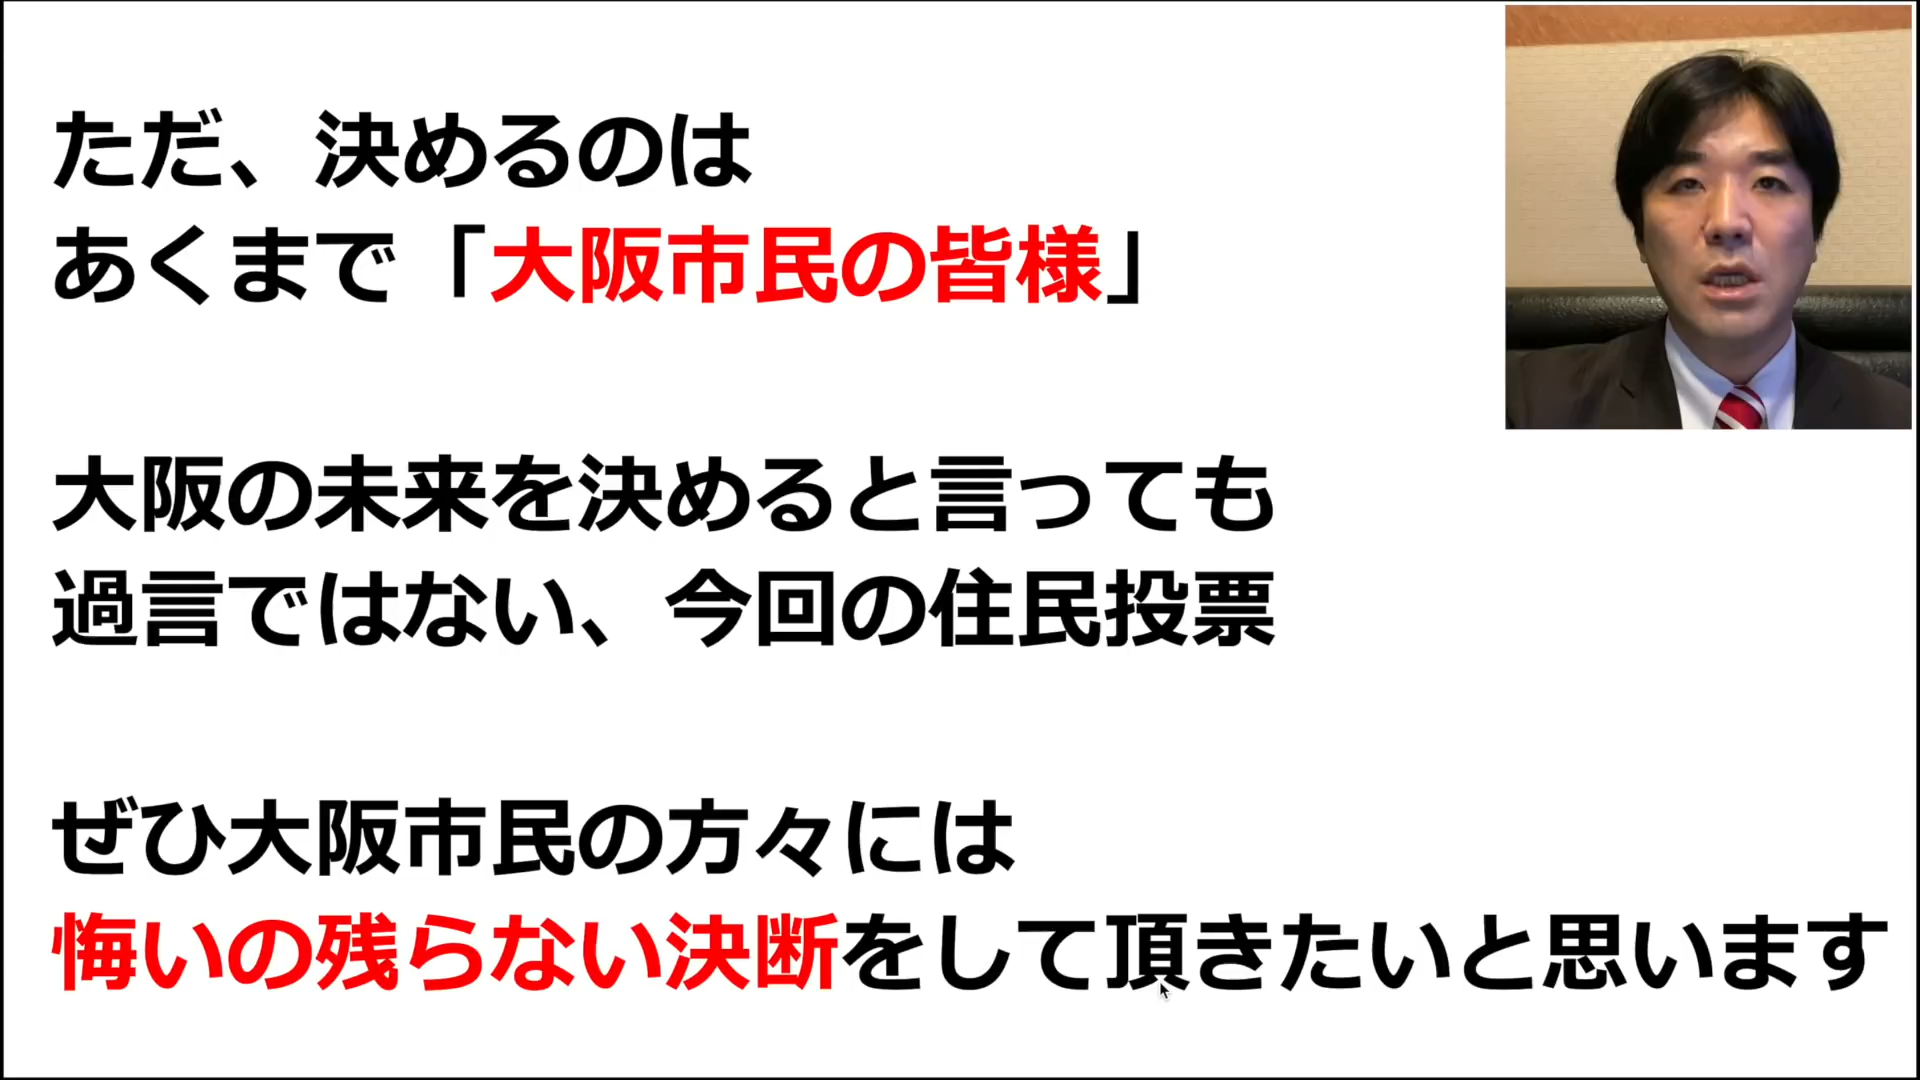 ただ、決めるのは
あくまで「大阪市民の皆様」
大阪の未来を決めると言っても
過言ではない、今回の住民投票
ぜひ大阪市民の方々には
悔いの残らない決断をして頂きたいと思います